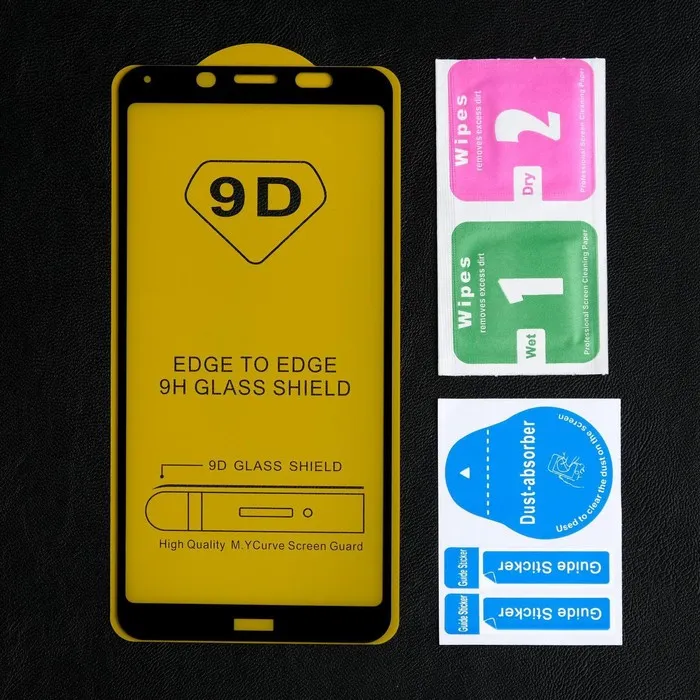 9D
EDGE TO EDGE
9H GLASS SHIELD
9D GLASS SHIELD
High Quality M.YCurve Screen Guard
Wipes
removes excess dirt
2
Dry
Professional Screen Cleaning Paper
Wipes
removes excess dirt
1
Wet
Professional Screen Cleaning Paper
Dust-absorber
Used to clear the dust on the screen
Guide Sticker
Guide Sticker
Guide Sticker
Guide Sticker